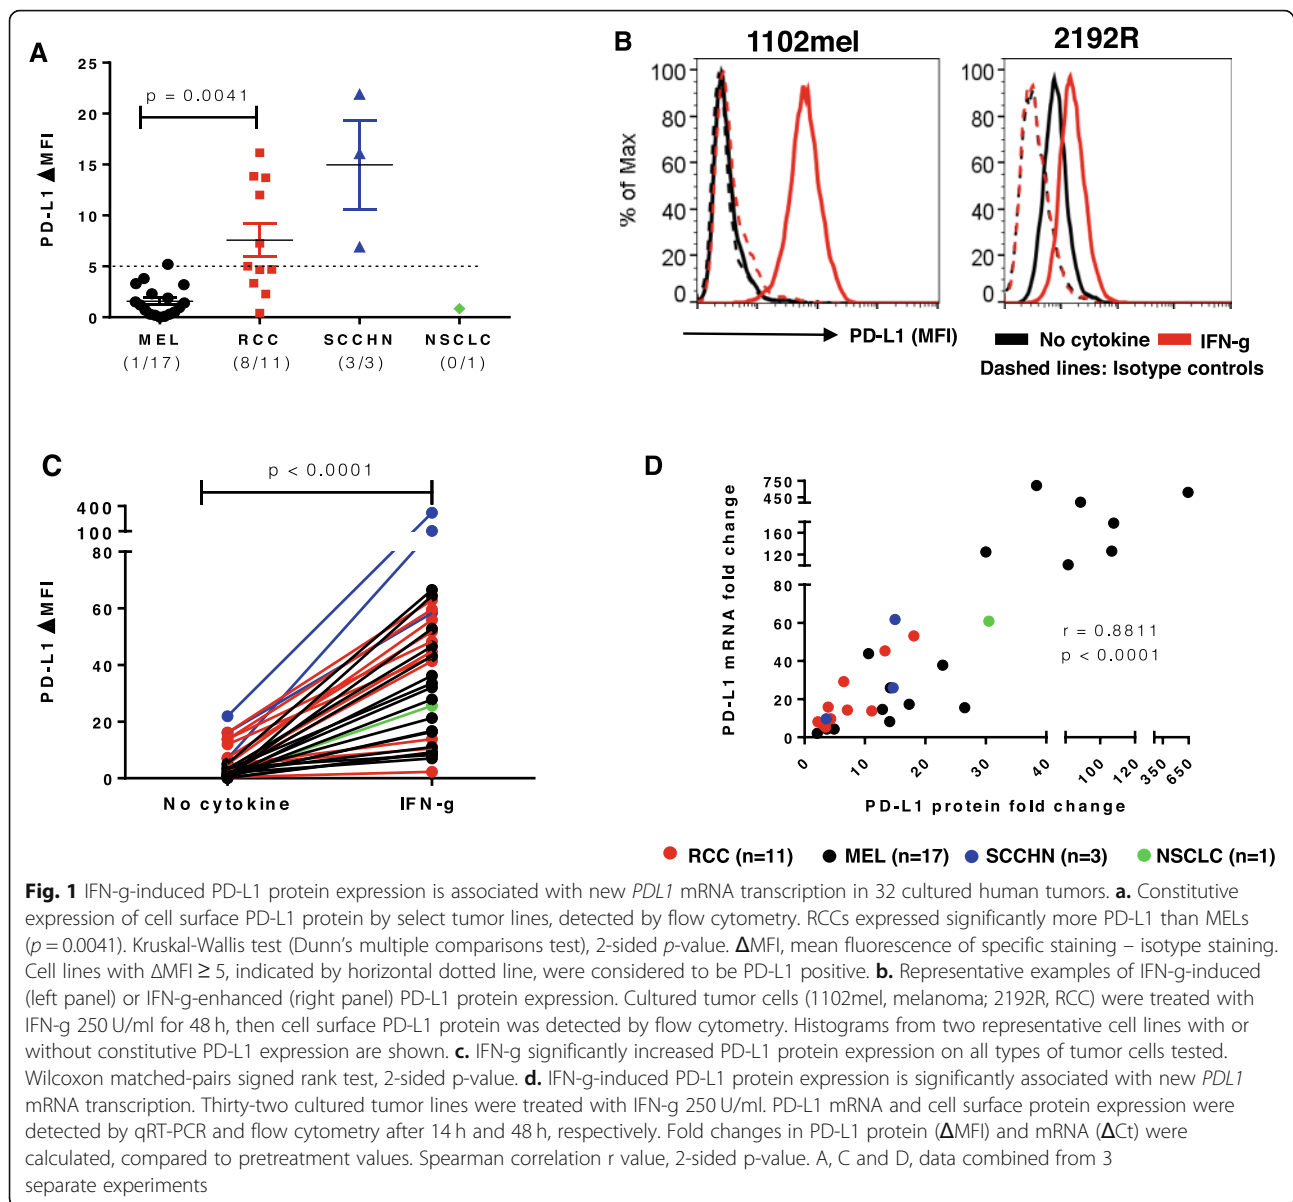 A
25
20
15
10
5
0
PD-L1 ▲MFI
p = 0.0041
MEL RCC SCCHN NSCLC
(1/17) (8/11) (3/3) (0/1)
B
1102mel 2192R
100
80
60
40
20
0
% of Max
100
80
60
40
20
0
PD-L1 (MFI)
No cytokine IFN-g
Dashed lines: Isotype controls
C
p < 0.0001
400
100
80
60
40
20
0
PD-L1 ▲MFI
No cytokine IFN-g
D
750
450
160
120
80
60
40
20
0
PD-L1 mRNA fold change
r = 0.8811
p < 0.0001
0 10 20 30 40 100 120 350 650
PD-L1 protein fold change
RCC (n=11) MEL (n=17) SCCHN (n=3) NSCLC (n=1)
Fig. 1 IFN-g-induced PD-L1 protein expression is associated with new PDL1 mRNA transcription in 32 cultured human tumors. a. Constitutive
expression of cell surface PD-L1 protein by select tumor lines, detected by flow cytometry. RCCs expressed significantly more PD-L1 than MELs
(p = 0.0041). Kruskal-Wallis test (Dunn's multiple comparisons test), 2-sided p-value. ΔMFI, mean fluorescence of specific staining – isotype staining.
Cell lines with ΔMFI ≥ 5, indicated by horizontal dotted line, were considered to be PD-L1 positive. b. Representative examples of IFN-g-induced
(left panel) or IFN-g-enhanced (right panel) PD-L1 protein expression. Cultured tumor cells (1102mel, melanoma; 2192R, RCC) were treated with
IFN-g 250 U/ml for 48 h, then cell surface PD-L1 protein was detected by flow cytometry. Histograms from two representative cell lines with or
without constitutive PD-L1 expression are shown. c. IFN-g significantly increased PD-L1 protein expression on all types of tumor cells tested.
Wilcoxon matched-pairs signed rank test, 2-sided p-value. d. IFN-g-induced PD-L1 protein expression is significantly associated with new PDL1
mRNA transcription. Thirty-two cultured tumor lines were treated with IFN-g 250 U/ml. PD-L1 mRNA and cell surface protein expression were
detected by qRT-PCR and flow cytometry after 14 h and 48 h, respectively. Fold changes in PD-L1 protein (ΔMFI) and mRNA (ΔCt) were
calculated, compared to pretreatment values. Spearman correlation r value, 2-sided p-value. A, C and D, data combined from 3
separate experiments